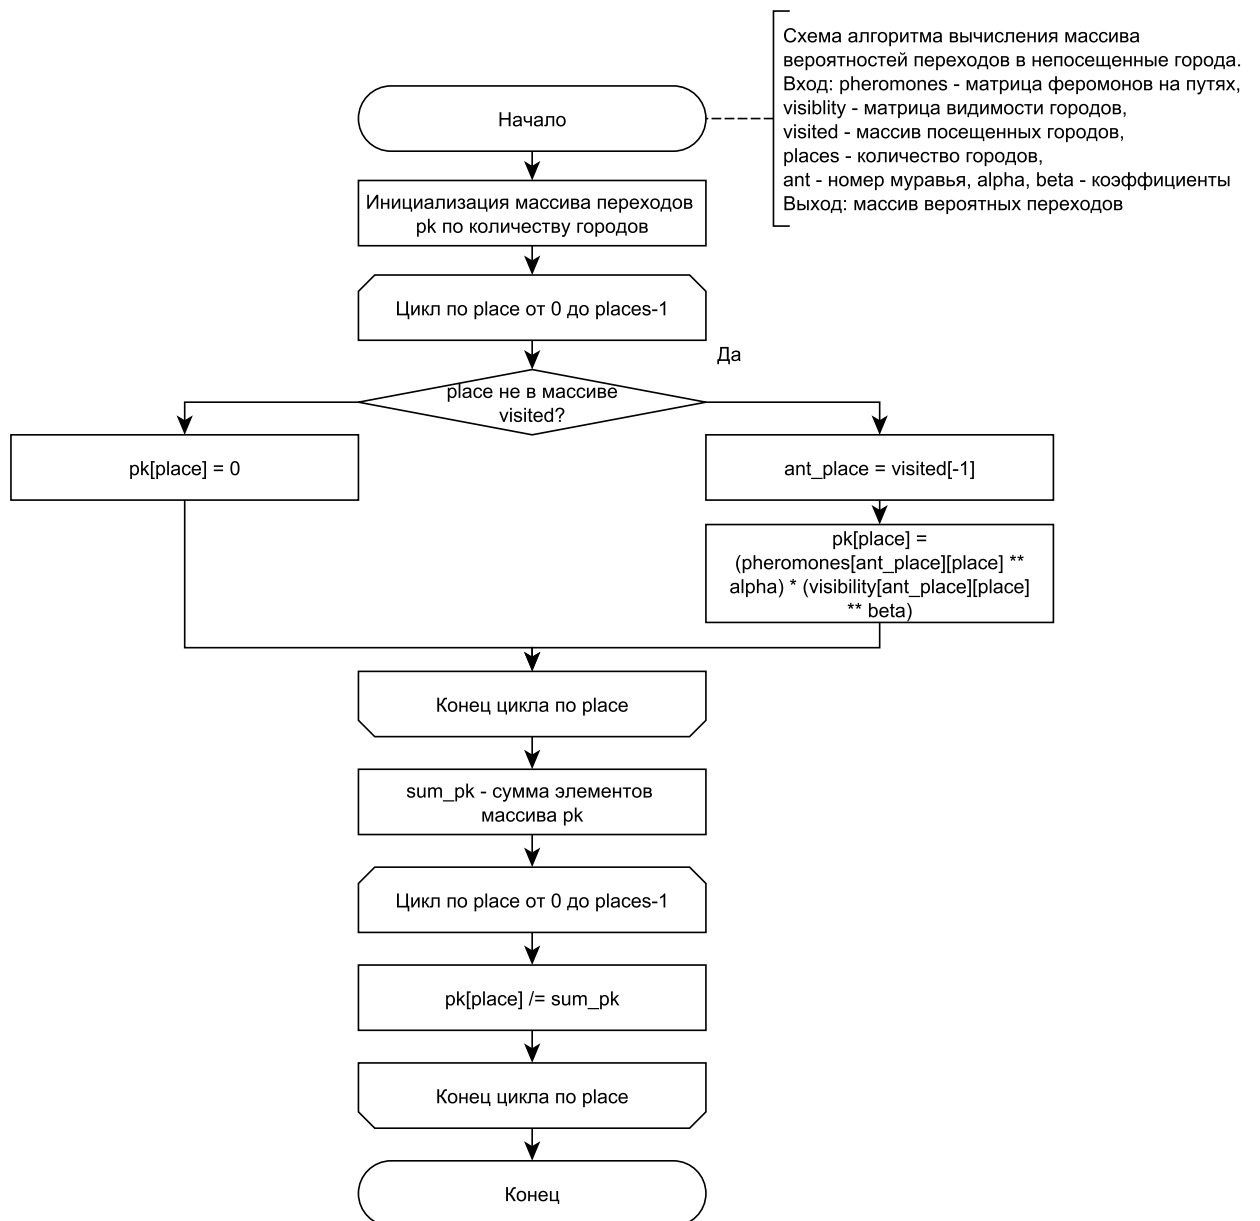 Схема алгоритма вычисления массива
вероятностей переходов в непосещенные города.
Вход: pheromones - матрица феромонов на путях,
visiblity - матрица видимости городов,
visited - массив посещенных городов,
places - количество городов,
ant - номер муравья, alpha, beta - коэффициенты
Выход: массив вероятных переходов
Начало
Инициализация массива переходов
pk по количеству городов
Цикл по place от 0 до places-1
Да
place не в массиве
visited?
pk[place] = 0
ant_place = visited[-1]
pk[place] =
(pheromones[ant_place][place] **
alpha) * (visibility[ant_place][place]
** beta)
Конец цикла по place
sum_pk - сумма элементов
массива pk
Цикл по place от 0 до places-1
pk[place] /= sum_pk
Конец цикла по place
Конец